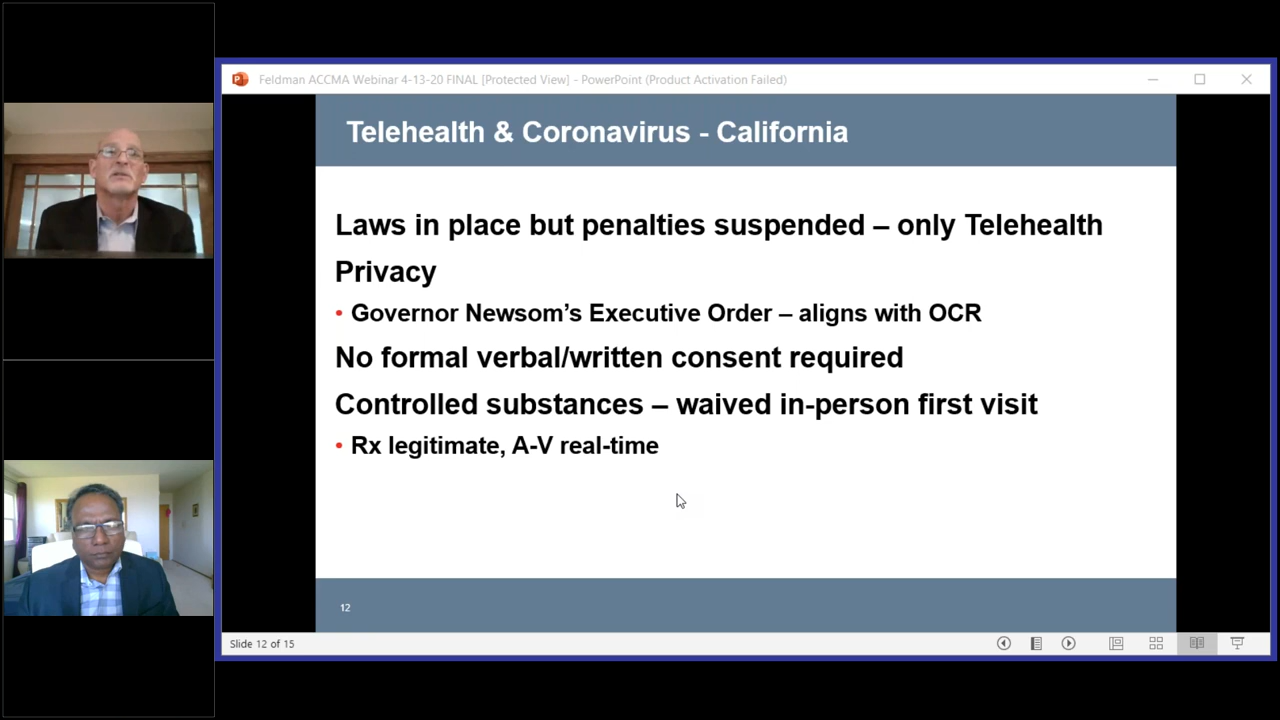 Feldman ACCMA Webinar 4-13-20 FINAL [Protected View] - PowerPoint (Product Activation Failed)
Telehealth & Coronavirus - California
Laws in place but penalties suspended – only Telehealth
Privacy
• Governor Newsom’s Executive Order – aligns with OCR
No formal verbal/written consent required
Controlled substances – waived in-person first visit
• Rx legitimate, A-V real-time
12
Slide 12 of 15